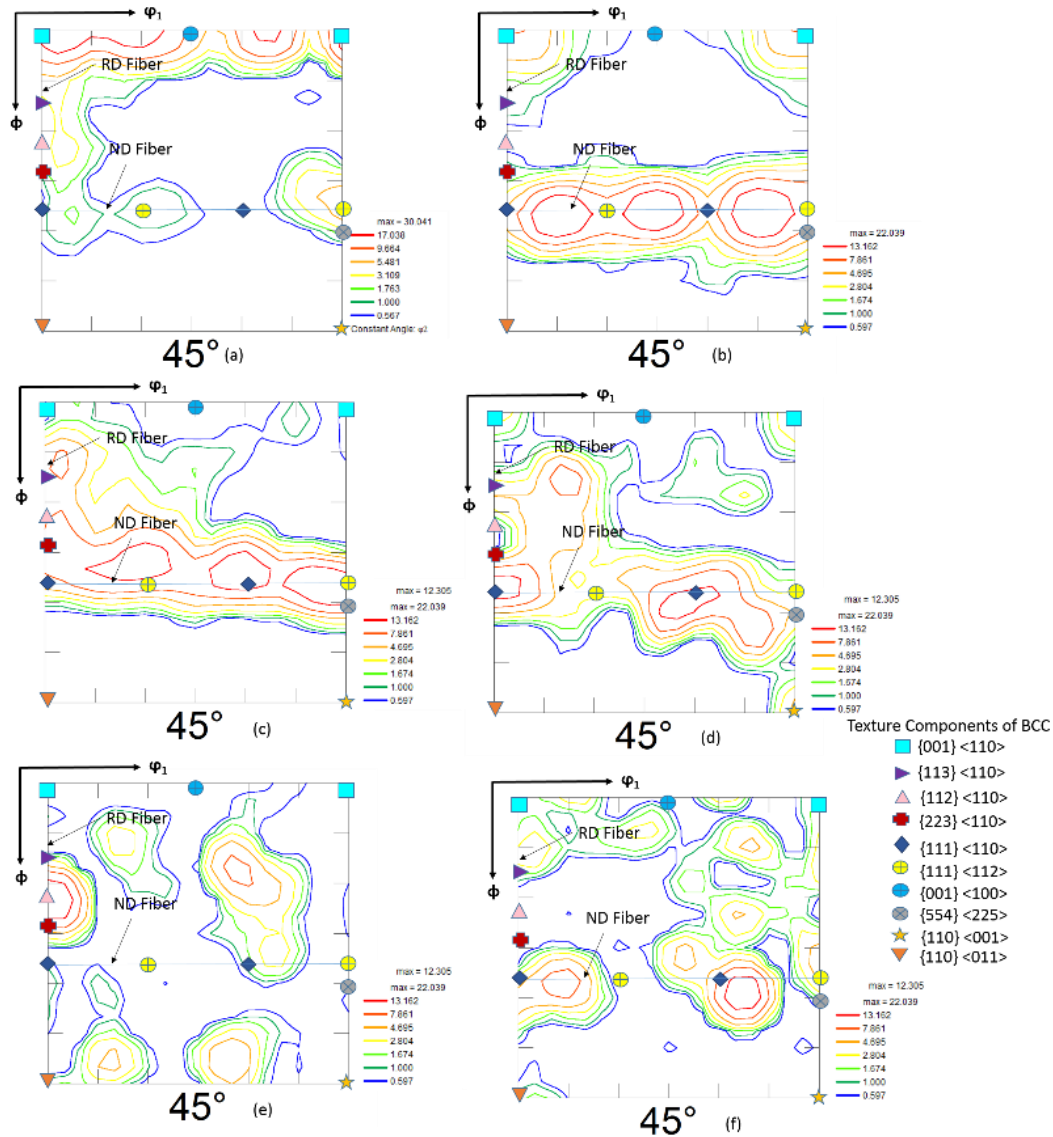 φ₁
RD Fiber
ϕ
ND Fiber
max = 30.041
17.038
9.664
5.481
3.109
1.763
1.000
0.567
Constant Angle: φ2
45° (a)
φ₁
RD Fiber
ϕ
ND Fiber
max = 22.039
13.162
7.861
4.695
2.804
1.674
1.000
0.597
45° (b)
φ₁
RD Fiber
ϕ
ND Fiber
max = 12.305
max = 22.039
13.162
7.861
4.695
2.804
1.674
1.000
0.597
45° (c)
φ₁
RD Fiber
ϕ
ND Fiber
max = 12.305
max = 22.039
13.162
7.861
4.695
2.804
1.674
1.000
0.597
45° (d)
Texture Components of BCC
{001} <110>
{113} <110>
{112} <110>
{223} <110>
{111} <110>
{111} <112>
{001} <100>
{554} <225>
{110} <001>
{110} <011>
φ₁
RD Fiber
ϕ
ND Fiber
max = 12.305
max = 22.039
13.162
7.861
4.695
2.804
1.674
1.000
0.597
45° (e)
φ₁
RD Fiber
ϕ
ND Fiber
max = 12.305
max = 22.039
13.162
7.861
4.695
2.804
1.674
1.000
0.597
45° (f)